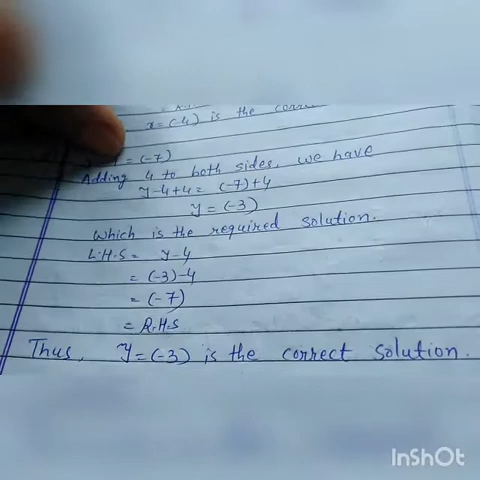 x=(-4) is the
= (-7)
Adding 4 to both sides, we have
y-4+4= (-7)+4
y = (-3)
Which is the required solution.
L.H.S = y-4
= (-3)-4
= (-7)
= R.H.S
Thus, y=(-3) is the correct solution.
InShOt